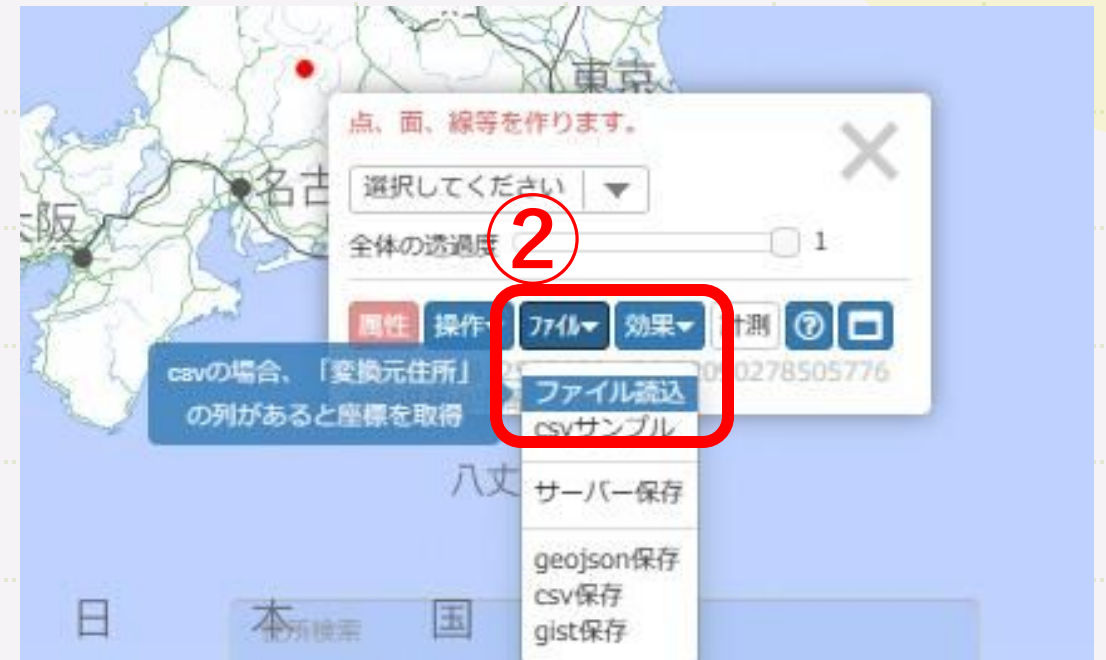 東京
点、面、線等を作ります。
名古
選択してください
大阪
②
全体の透過度
1
属性 操作 ファイル 効果 計測
csvの場合、「変換元住所」
の列があると座標を取得
0278505776
ファイル読込
csvサンプル
八丈
サーバー保存
geojson保存
csv保存
gist保存
日 本 国
住所検索